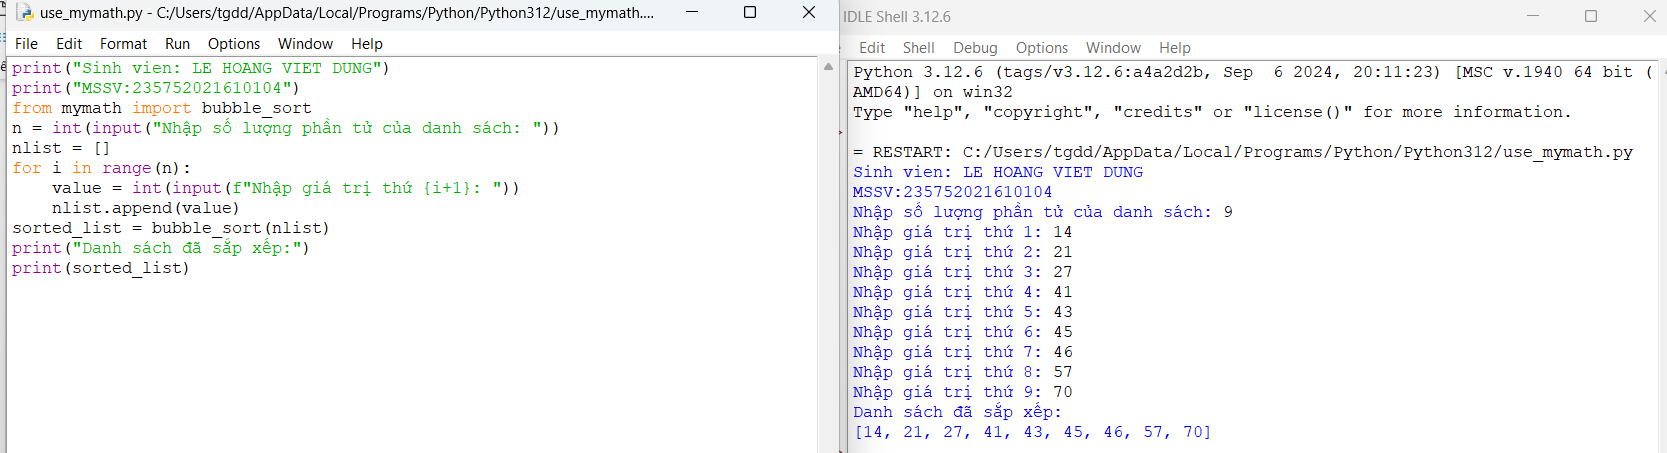 use_mymath.py - C:/Users/tgdd/AppData/Local/Programs/Python/Python312/use_mymath....
File Edit Format Run Options Window Help
print("Sinh vien: LE HOANG VIET DUNG")
print("MSSV:235752021610104")
from mymath import bubble_sort
n = int(input("Nhập số lượng phần tử của danh sách: "))
nlist = []
for i in range(n):
    value = int(input(f"Nhập giá trị thứ {i+1}: "))
    nlist.append(value)
sorted_list = bubble_sort(nlist)
print("Danh sách đã sắp xếp:")
print(sorted_list)
IDLE Shell 3.12.6
Edit Shell Debug Options Window Help
Python 3.12.6 (tags/v3.12.6:a4a2d2b, Sep  6 2024, 20:11:23) [MSC v.1940 64 bit (
AMD64)] on win32
Type "help", "copyright", "credits" or "license()" for more information.
= RESTART: C:/Users/tgdd/AppData/Local/Programs/Python/Python312/use_mymath.py
Sinh vien: LE HOANG VIET DUNG
MSSV:235752021610104
Nhập số lượng phần tử của danh sách: 9
Nhập giá trị thứ 1: 14
Nhập giá trị thứ 2: 21
Nhập giá trị thứ 3: 27
Nhập giá trị thứ 4: 41
Nhập giá trị thứ 5: 43
Nhập giá trị thứ 6: 45
Nhập giá trị thứ 7: 46
Nhập giá trị thứ 8: 57
Nhập giá trị thứ 9: 70
Danh sách đã sắp xếp:
[14, 21, 27, 41, 43, 45, 46, 57, 70]